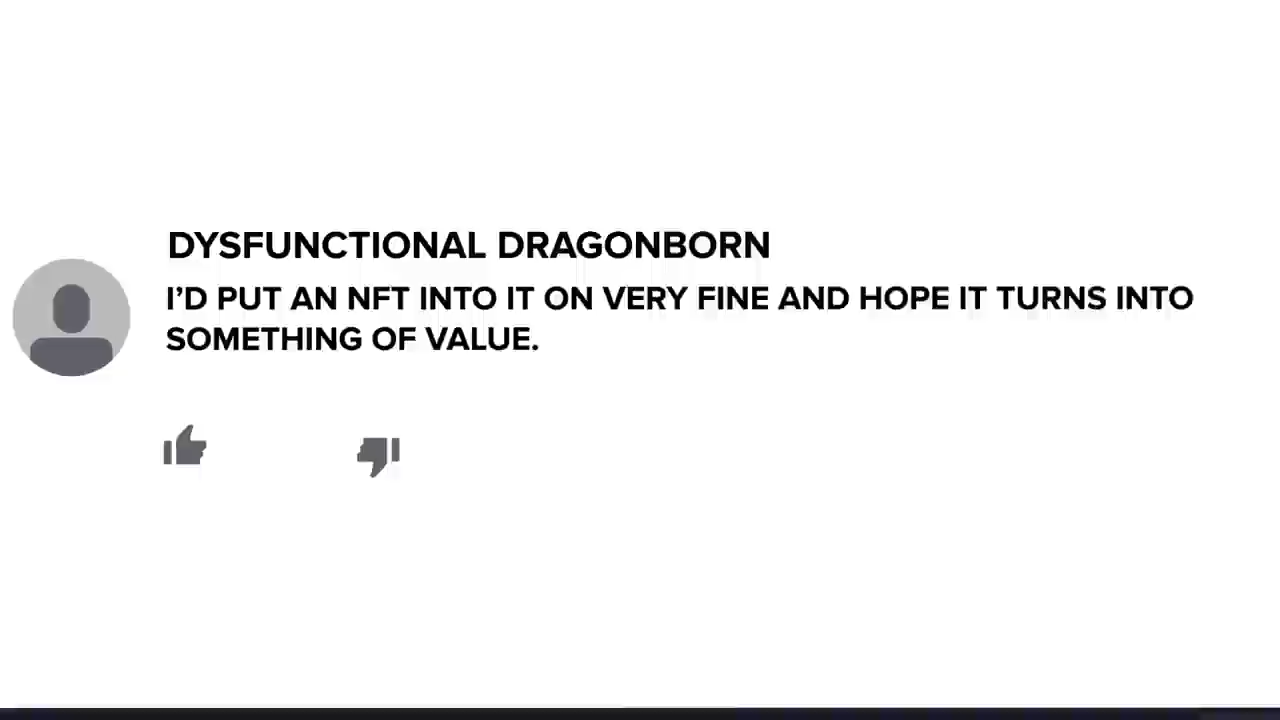 DYSFUNCTIONAL DRAGONBORN
I’D PUT AN NFT INTO IT ON VERY FINE AND HOPE IT TURNS INTO
SOMETHING OF VALUE.